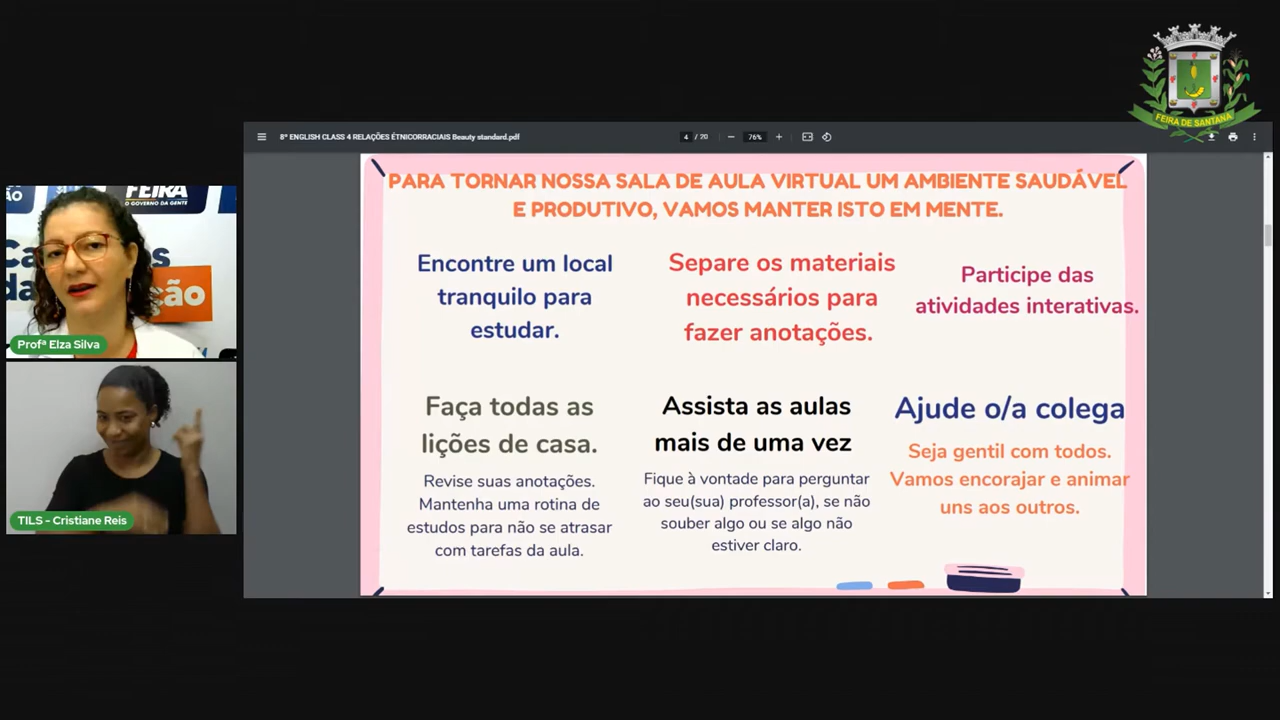 FEIRA DE SANTANA
8º ENGLISH CLASS 4 RELAÇÕES ÉTNICORRACIAIS Beauty standard.pdf
4 / 20
76%
PARA TORNAR NOSSA SALA DE AULA VIRTUAL UM AMBIENTE SAUDÁVEL
E PRODUTIVO, VAMOS MANTER ISTO EM MENTE.
Encontre um local
tranquilo para
estudar.
Separe os materiais
necessários para
fazer anotações.
Participe das
atividades interativas.
Faça todas as
lições de casa.
Revise suas anotações.
Mantenha uma rotina de
estudos para não se atrasar
com tarefas da aula.
Assista as aulas
mais de uma vez
Fique à vontade para perguntar
ao seu(sua) professor(a), se não
souber algo ou se algo não
estiver claro.
Ajude o/a colega
Seja gentil com todos.
Vamos encorajar e animar
uns aos outros.
FEIRA
O GOVERNO DA GENTE
Profª Elza Silva
TILS - Cristiane Reis